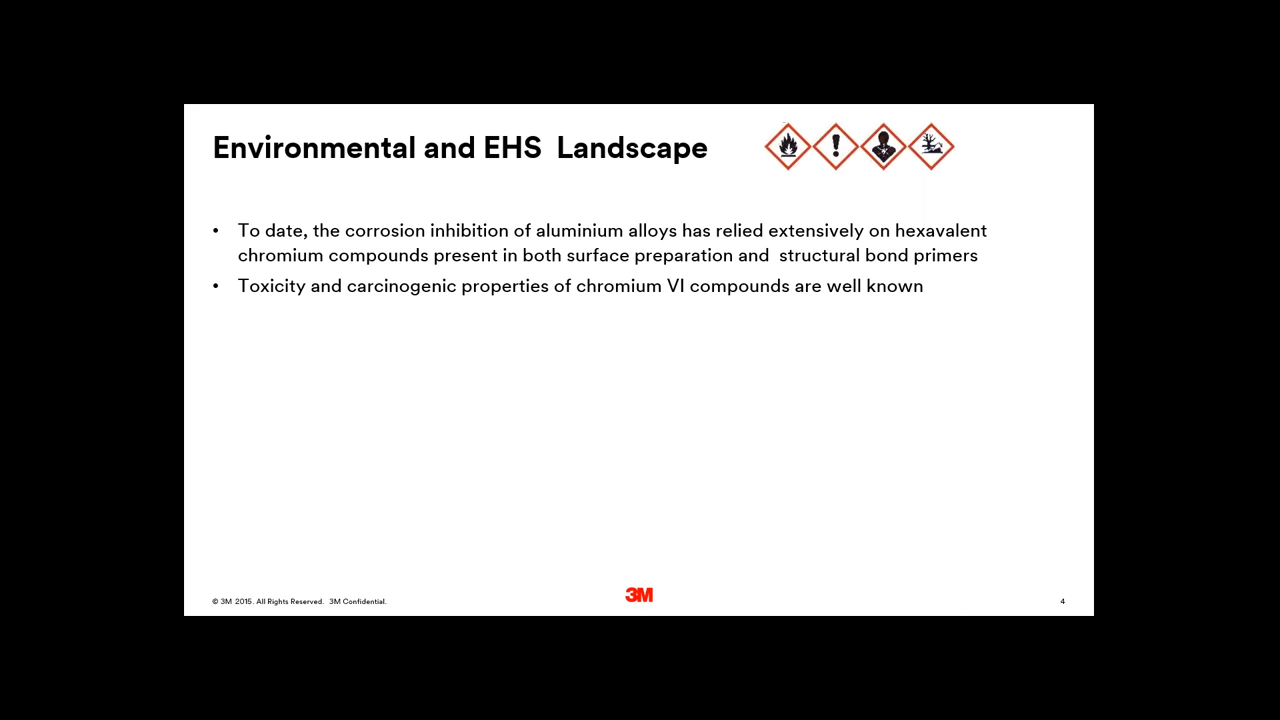 Environmental and EHS  Landscape
• To date, the corrosion inhibition of aluminium alloys has relied extensively on hexavalent
chromium compounds present in both surface preparation and  structural bond primers
• Toxicity and carcinogenic properties of chromium VI compounds are well known
© 3M 2015. All Rights Reserved.  3M Confidential.
3M
4